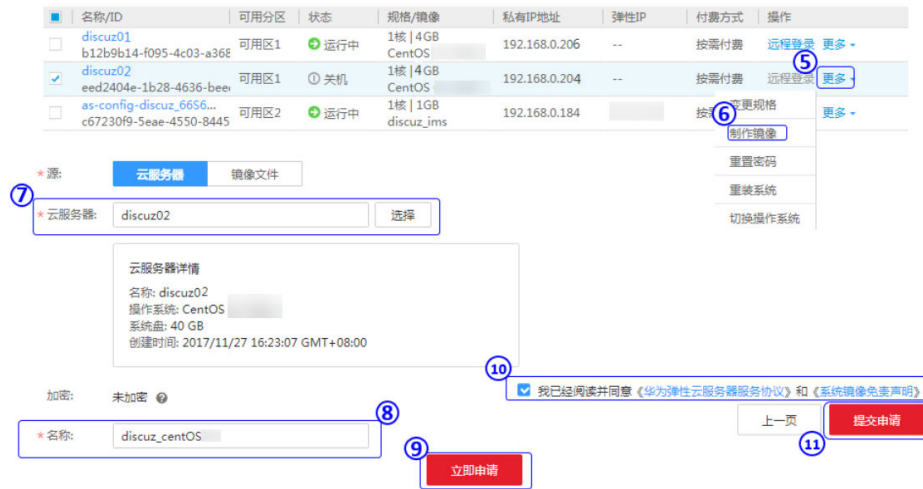 名称/ID 可用分区 状态 规格/镜像 私有IP地址 弹性IP 付费方式 操作
discuz01
b12b9b14-f095-4c03-a368 可用区1 运行中 1核 | 4GB
CentOS 192.168.0.206 -- 按需付费 远程登录 更多
⑤
discuz02
eed2404e-1b28-4636-beee 可用区1 关机 1核 | 4GB
CentOS 192.168.0.204 -- 按需付费 远程登录 更多
as-config-discuz_66S6...
c67230f9-5eae-4550-8445 可用区2 运行中 1核 | 1GB
discuz_ims 192.168.0.184 更多
⑥
变更规格
制作镜像
重置密码
重装系统
切换操作系统
* 源: 云服务器 镜像文件
⑦
* 云服务器: discuz02 选择
云服务器详情
名称: discuz02
操作系统: CentOS
系统盘: 40 GB
创建时间: 2017/11/27 16:23:07 GMT+08:00
加密: 未加密 ?
⑧
* 名称: discuz_centOS
⑨
立即申请
⑩
我已经阅读并同意《华为弹性云服务器服务协议》和《系统镜像免责声明》
上一页 提交申请
⑪